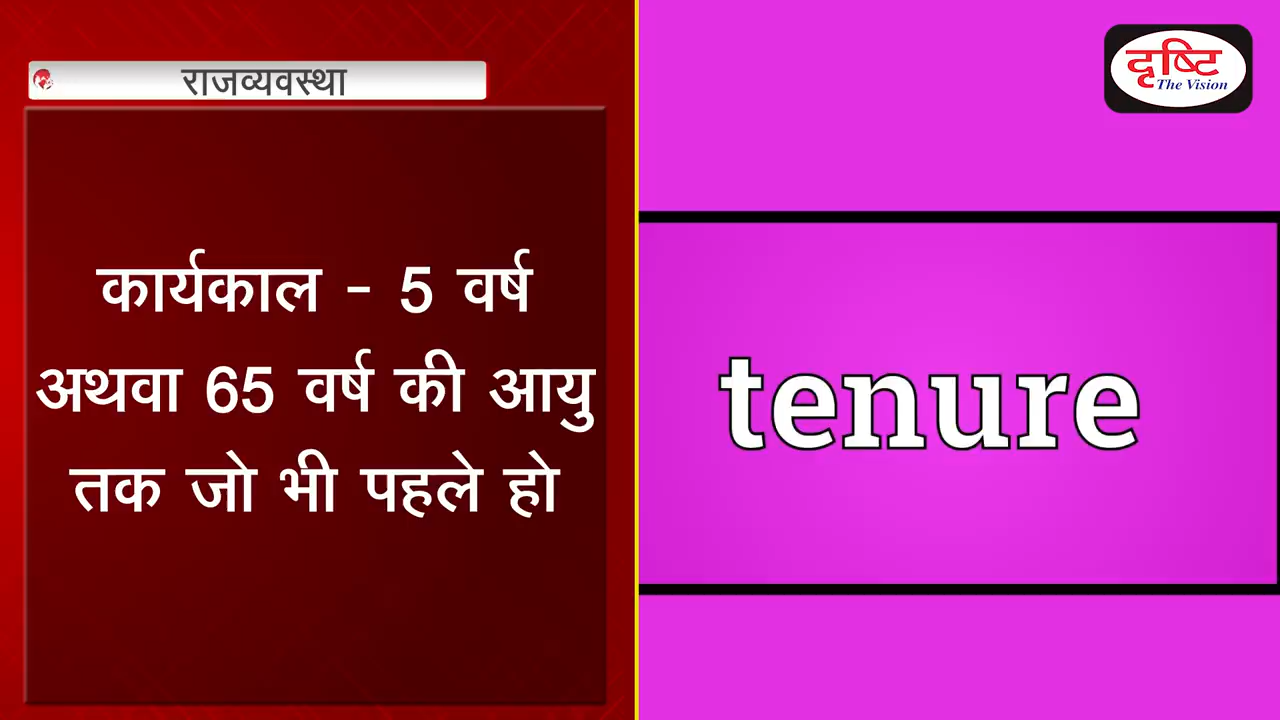 राजव्यवस्था
कार्यकाल - 5 वर्ष
अथवा 65 वर्ष की आयु
तक जो भी पहले हो
दृष्टि
The Vision
tenure